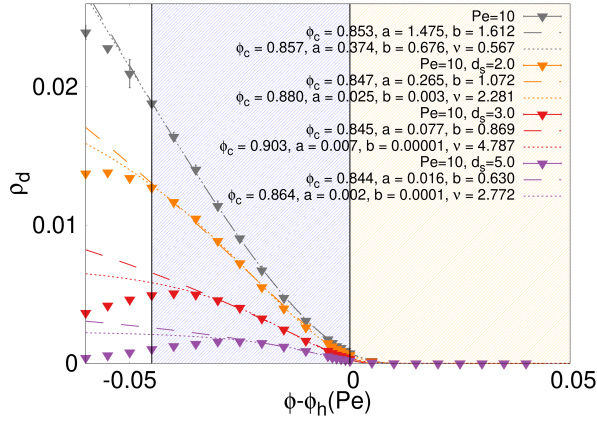 Pe=10
ϕc = 0.853, a = 1.475, b = 1.612
ϕc = 0.857, a = 0.374, b = 0.676, ν = 0.567
Pe=10, ds=2.0
ϕc = 0.847, a = 0.265, b = 1.072
ϕc = 0.880, a = 0.025, b = 0.003, ν = 2.281
Pe=10, ds=3.0
ϕc = 0.845, a = 0.077, b = 0.869
ϕc = 0.903, a = 0.007, b = 0.00001, ν = 4.787
Pe=10, ds=5.0
ϕc = 0.844, a = 0.016, b = 0.630
ϕc = 0.864, a = 0.002, b = 0.0001, ν = 2.772
0.02
0.01
0
ρd
-0.05
0
0.05
ϕ-ϕh(Pe)